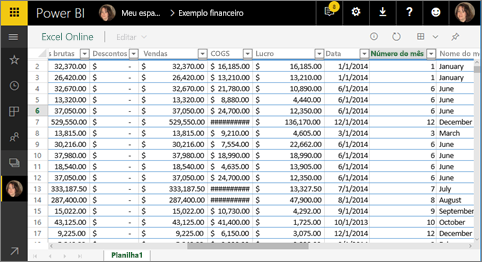 Power BI Meu espa... > Exemplo financeiro 8
Excel Online Editar
s brutas Descontos Vendas COGS Lucro Data Número do mês Nome do m
2 32,370.00 $ - $ 32,370.00 $ 16,185.00 $ 16,185.00 1/1/2014 1 January
3 26,420.00 $ - $ 26,420.00 $ 13,210.00 $ 13,210.00 1/1/2014 1 January
4 32,670.00 $ - $ 32,670.00 $ 21,780.00 $ 10,890.00 6/1/2014 6 June
5 13,320.00 $ - $ 13,320.00 $ 8,880.00 $ 4,440.00 6/1/2014 6 June
6 37,050.00 $ - $ 37,050.00 $ 24,700.00 $ 12,350.00 6/1/2014 6 June
7 529,550.00 $ - $ 529,550.00 ########## $ 136,170.00 12/1/2014 12 December
8 13,815.00 $ - $ 13,815.00 $ 9,210.00 $ 4,605.00 3/1/2014 3 March
9 30,216.00 $ - $ 30,216.00 $ 7,554.00 $ 22,662.00 6/1/2014 6 June
10 37,980.00 $ - $ 37,980.00 $ 18,990.00 $ 18,990.00 6/1/2014 6 June
11 18,540.00 $ - $ 18,540.00 $ 4,635.00 $ 13,905.00 6/1/2014 6 June
12 37,050.00 $ - $ 37,050.00 $ 24,700.00 $ 12,350.00 6/1/2014 6 June
13 333,187.50 $ - $ 333,187.50 ########## $ 13,327.50 7/1/2014 7 July
14 287,400.00 $ - $ 287,400.00 ########## $ 47,900.00 8/1/2014 8 August
15 15,022.00 $ - $ 15,022.00 $ 10,730.00 $ 4,292.00 9/1/2014 9 September
16 43,125.00 $ - $ 43,125.00 $ 41,400.00 $ 1,725.00 10/1/2013 10 October
17 9,225.00 $ - $ 9,225.00 $ 6,150.00 $ 3,075.00 12/1/2014 12 December
Planilha1